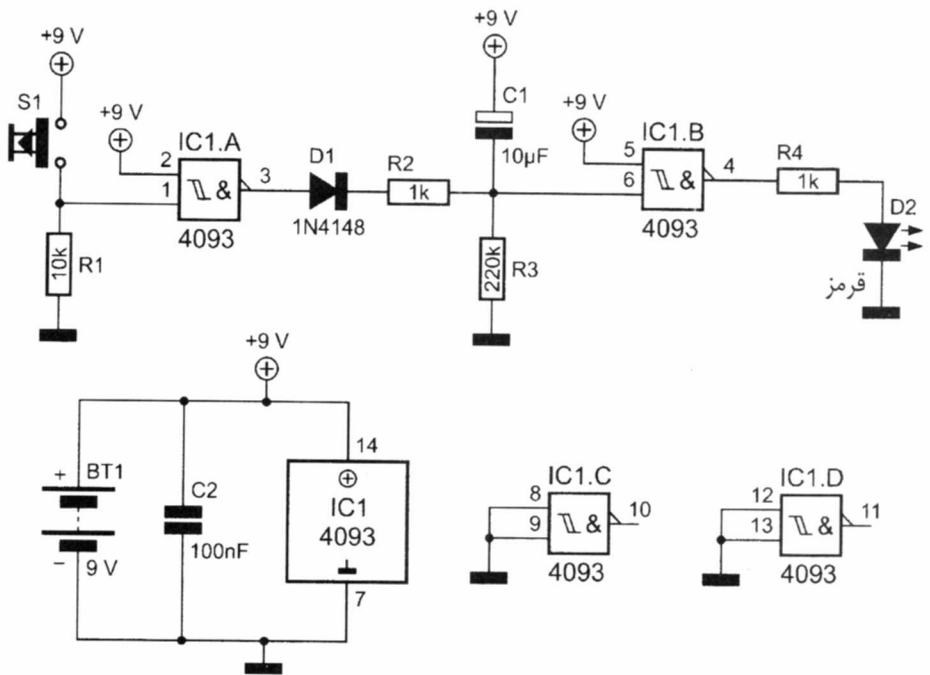 +9 V
S1
+9 V
2
1
IC1.A
&
3
4093
10k
R1
D1
1N4148
R2
1k
+9 V
C1
10µF
220k
R3
+9 V
5
6
IC1.B
&
4
4093
R4
1k
D2
قرمز
+9 V
+
BT1
–
9 V
C2
100nF
14
IC1
4093
7
IC1.C
8
9
&
10
4093
IC1.D
12
13
&
11
4093